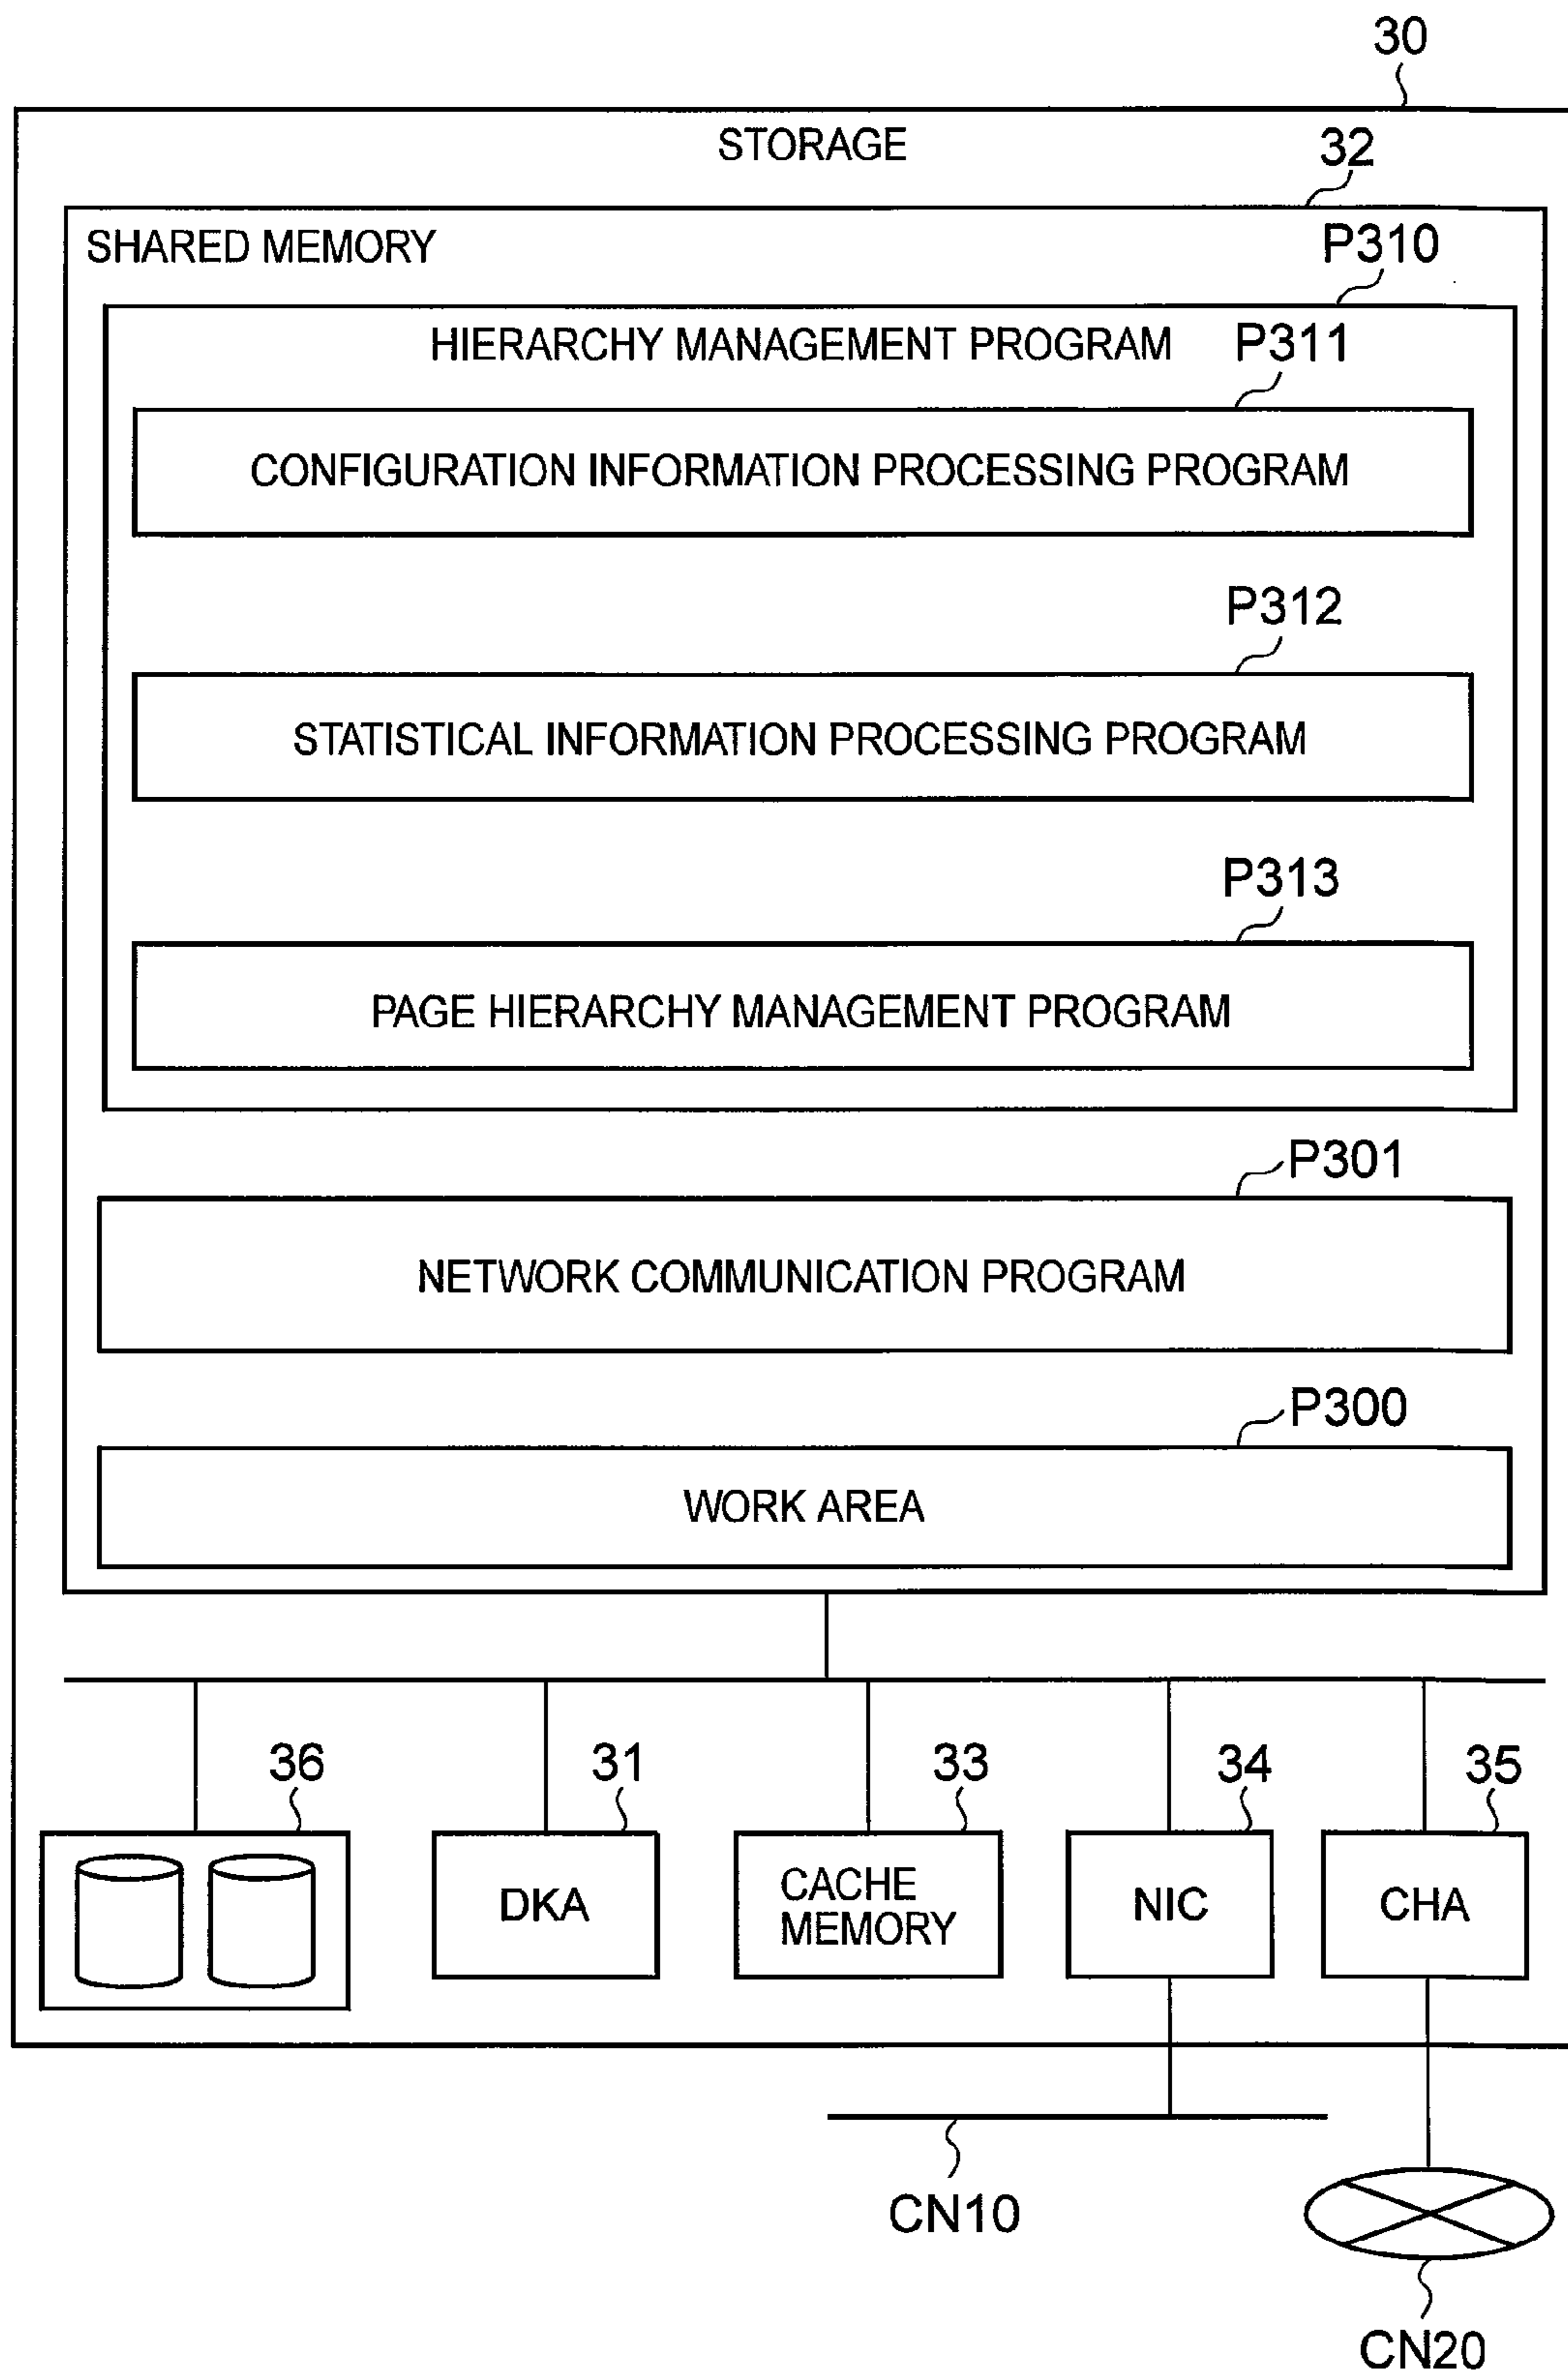 30
STORAGE
32
SHARED MEMORY
P310
HIERARCHY MANAGEMENT PROGRAM
P311
CONFIGURATION INFORMATION PROCESSING PROGRAM
P312
STATISTICAL INFORMATION PROCESSING PROGRAM
P313
PAGE HIERARCHY MANAGEMENT PROGRAM
P301
NETWORK COMMUNICATION PROGRAM
P300
WORK AREA
36
31
33
34
35
DKA
CACHE
MEMORY
NIC
CHA
CN10
CN20